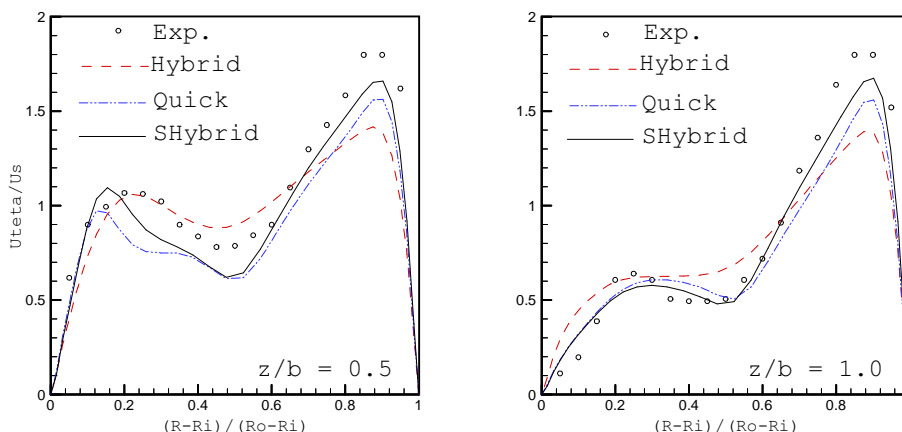 2
1.5
1
0.5
0
0
0.2
0.4
0.6
0.8
1
Uteta/Us
(R-Ri)/(Ro-Ri)
Exp.
Hybrid
Quick
SHybrid
z/b = 0.5
2
1.5
1
0.5
0
0
0.2
0.4
0.6
0.8
(R-Ri)/(Ro-Ri)
Exp.
Hybrid
Quick
SHybrid
z/b = 1.0